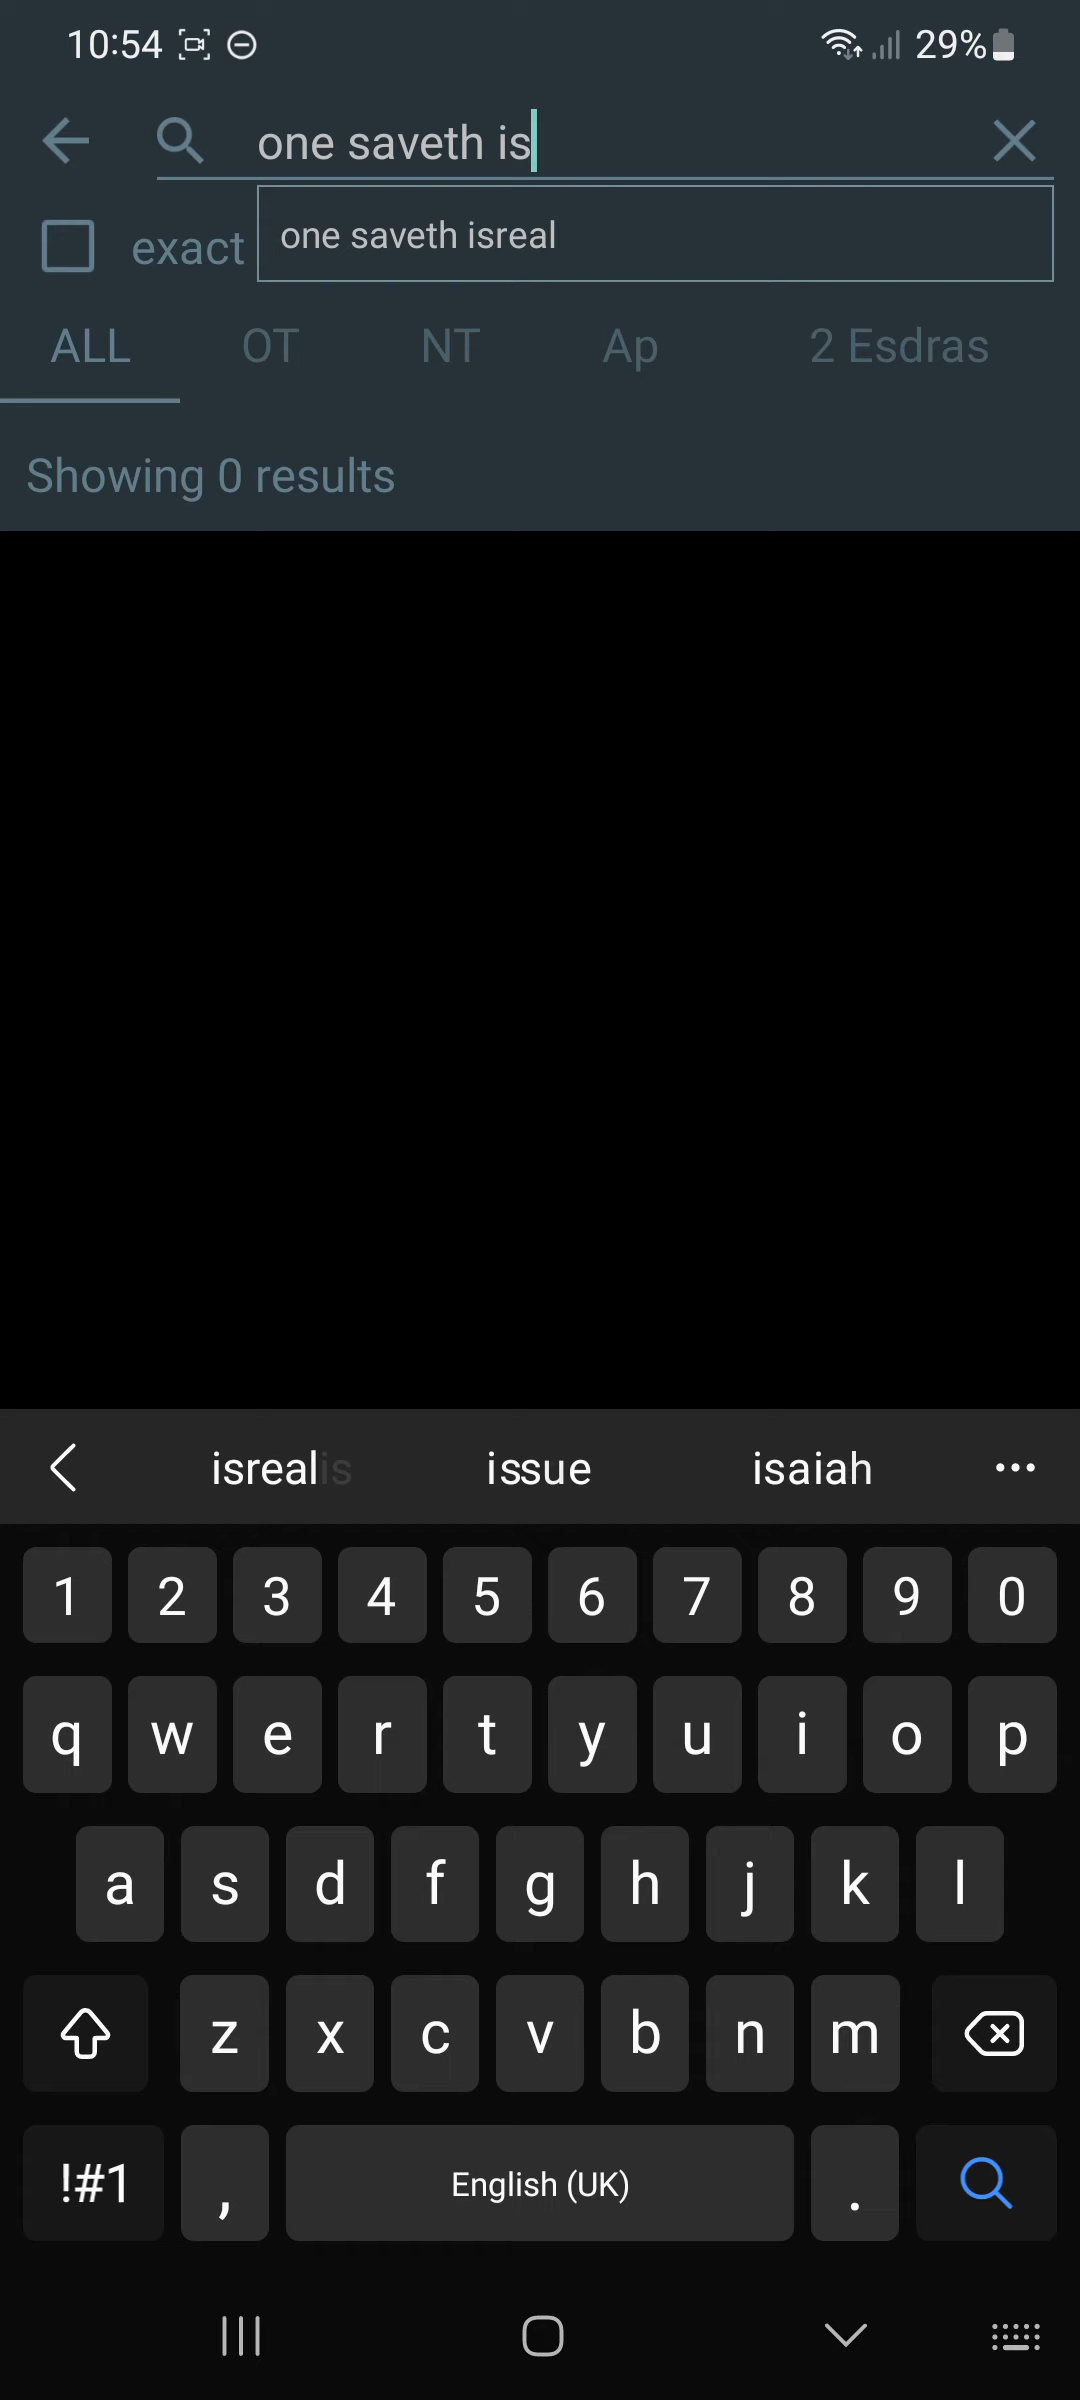 10:54 29%
one saveth is
exact one saveth isreal
ALL OT NT Ap 2 Esdras
Showing 0 results
isrealis issue isaiah
1 2 3 4 5 6 7 8 9 0
q w e r t y u i o p
a s d f g h j k l
z x c v b n m
!#1 , English (UK) .